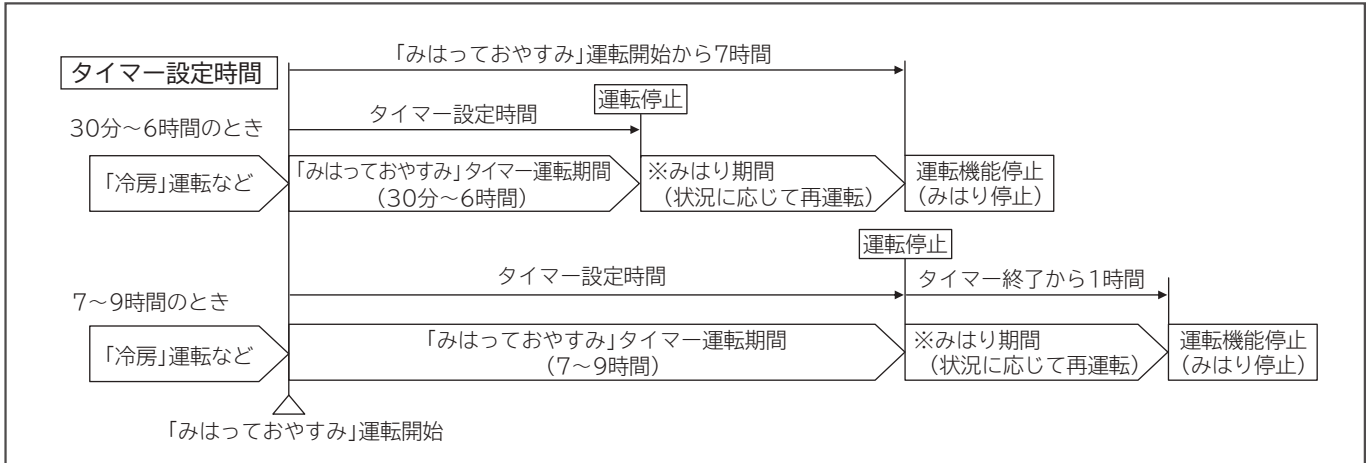 「みはっておやすみ」運転開始から7時間
タイマー設定時間
運転停止
タイマー設定時間
30分～6時間のとき
「冷房」運転など
「みはっておやすみ」タイマー運転期間
(30分～6時間)
※みはり期間
(状況に応じて再運転)
運転機能停止
(みはり停止)
運転停止
タイマー設定時間
タイマー終了から1時間
7～9時間のとき
「冷房」運転など
「みはっておやすみ」タイマー運転期間
(7～9時間)
※みはり期間
(状況に応じて再運転)
運転機能停止
(みはり停止)
「みはっておやすみ」運転開始